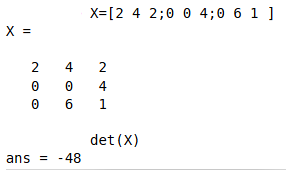 X=[2 4 2;0 0 4;0 6 1 ]
X =
2 4 2
0 0 4
0 6 1
det(X)
ans = -48